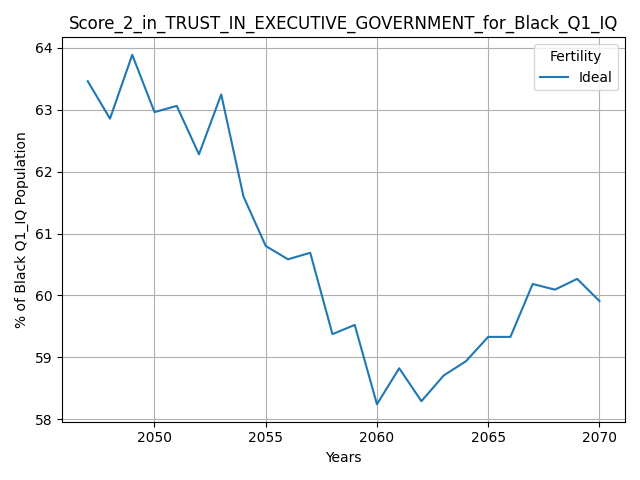 Score_2_in_TRUST_IN_EXECUTIVE_GOVERNMENT_for_Black_Q1_IQ
Fertility
Ideal
% of Black Q1_IQ Population
64
63
62
61
60
59
58
2050
2055
2060
2065
2070
Years